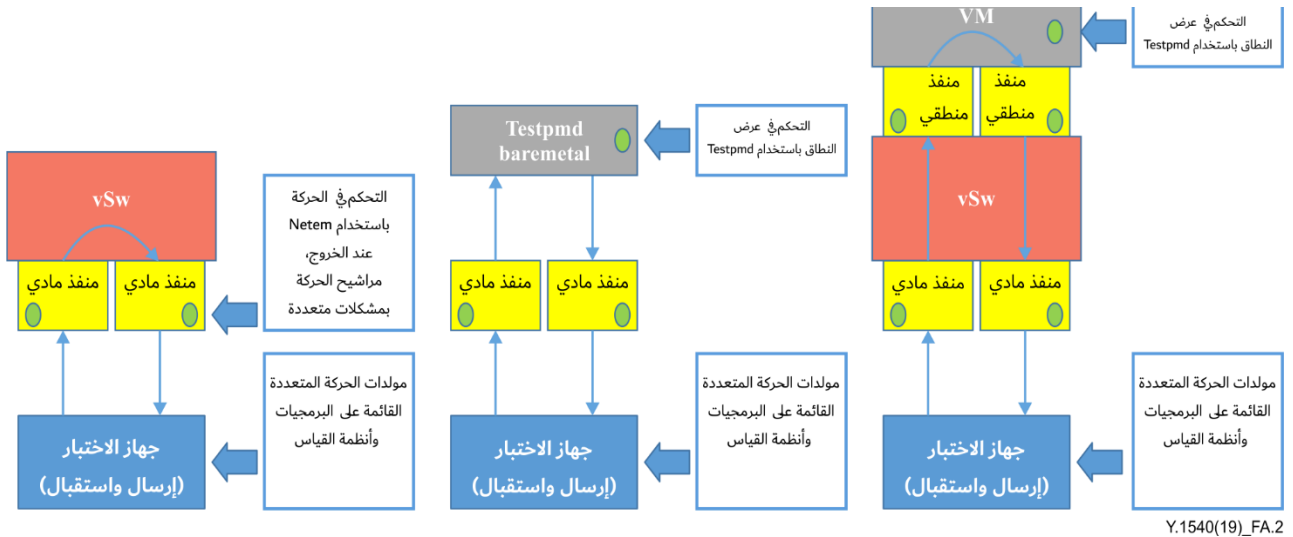 vSw
منفذ مادي
منفذ مادي
التحكم في الحركة
باستخدام Netem
عند الخروج،
مراشيح الحركة
بمشكلات متعددة
جهاز الاختبار
(إرسال واستقبال)
مولدات الحركة المتعددة
القائمة على البرمجيات
وأنظمة القياس
Testpmd
baremetal
التحكم في عرض
النطاق باستخدام Testpmd
منفذ مادي
منفذ مادي
جهاز الاختبار
(إرسال واستقبال)
مولدات الحركة المتعددة
القائمة على البرمجيات
وأنظمة القياس
VM
التحكم في عرض
النطاق باستخدام Testpmd
منفذ
منطقي
منفذ
منطقي
vSw
منفذ مادي
منفذ مادي
جهاز الاختبار
(إرسال واستقبال)
مولدات الحركة المتعددة
القائمة على البرمجيات
وأنظمة القياس
Y.1540(19)_FA.2